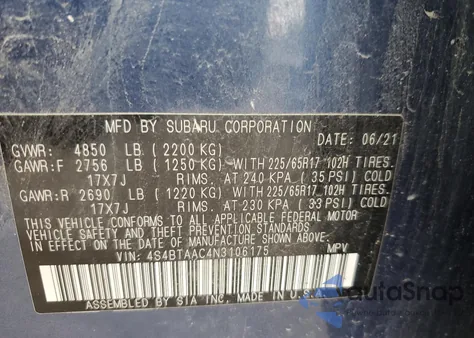 MFD BY SUBARU CORPORATION DATE: 06/21
GVWR: 4850 LB (2200 KG)
GAWR:F 2756 LB (1250 KG) WITH 225/65R17 102H TIRES.
17X7J RIMS. AT 240 KPA ( 35 PSI) COLD
GAWR:R 2690 LB (1220 KG) WITH 225/65R17 102H TIRES.
17X7J RIMS. AT 230 KPA ( 33 PSI) COLD
THIS VEHICLE CONFORMS TO ALL APPLICABLE FEDERAL MOTOR
VEHICLE SAFETY AND THEFT PREVENTION STANDARDS IN EFFECT
ON THE DATE OF MANUFACTURE SHOWN ABOVE.
VIN: 4S4BTAAC4N3106175 MPV
ASSEMBLED BY SIA INC. MADE IN U.S.A.
autoSnap